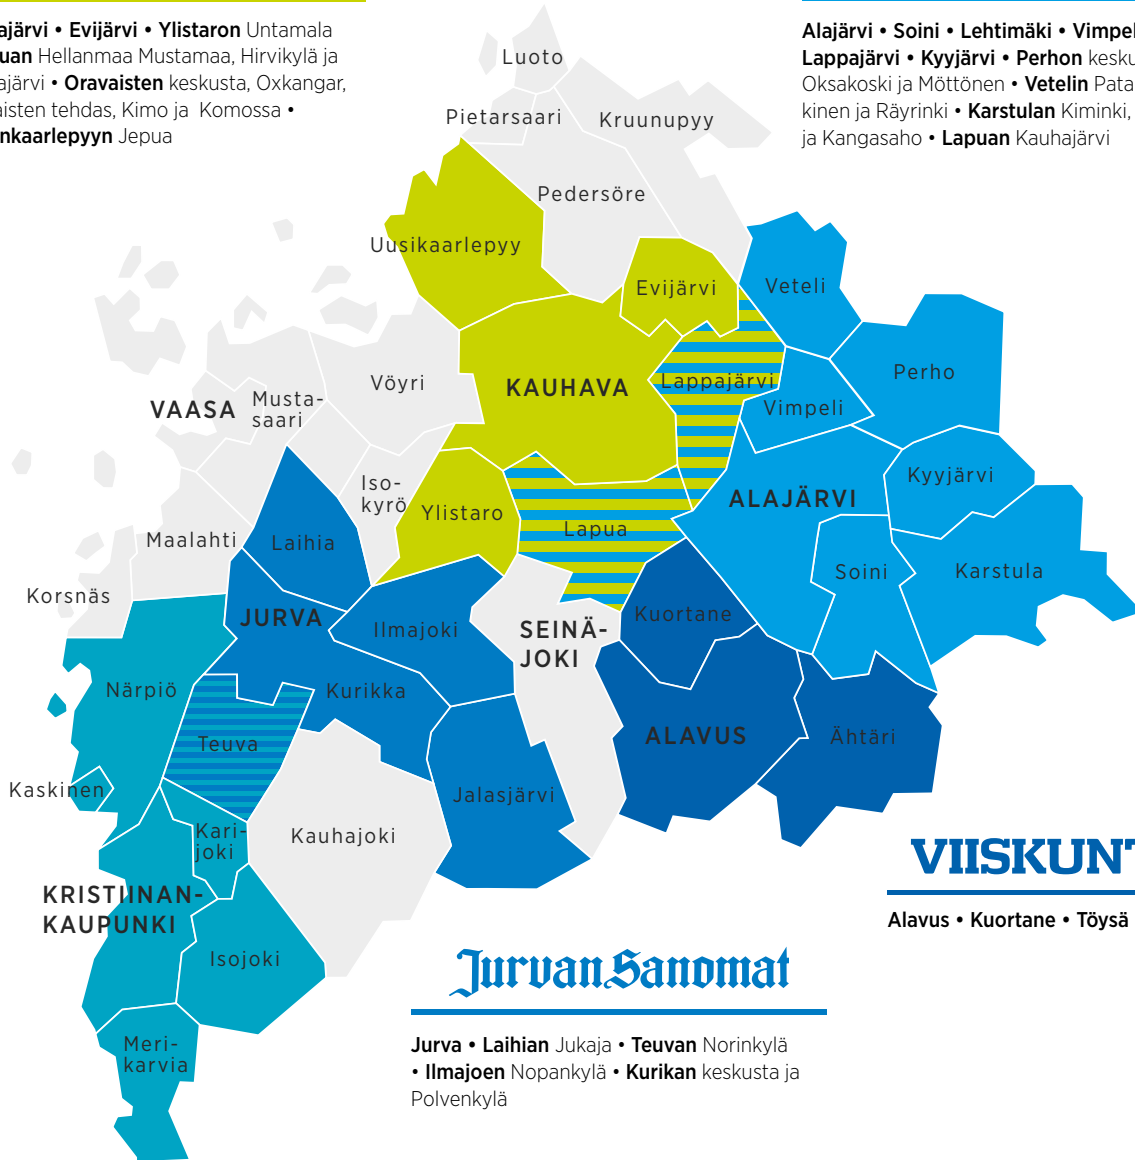 ajärvi • Evijärvi • Ylistaron Untamala
uan Hellanmaa Mustamaa, Hirvikylä ja
ajärvi • Oravaisten keskusta, Oxkangar,
aisten tehdas, Kimo ja Komossa •
nkaarlepyyn Jepua
Alajärvi • Soini • Lehtimäki • Vimpel
Lappajärvi • Kyyjärvi • Perhon kesku
Oksakoski ja Möttönen • Vetelin Pata
kinen ja Räyrinki • Karstulan Kiminki,
ja Kangasaho • Lapuan Kauhajärvi
Luoto
Pietarsaari
Kruunupyy
Pedersöre
Uusikaarlepyy
Evijärvi
Veteli
Perho
Lappajärvi
Vimpeli
KAUHAVA
Vöyri
VAASA
Musta-
saari
Iso-
kyrö
Ylistaro
Lapua
ALAJÄRVI
Kyyjärvi
Soini
Karstula
Maalahti
Laihia
Korsnäs
JURVA
Ilmajoki
SEINÄ-
JOKI
Kuortane
Närpiö
Kurikka
Teuva
ALAVUS
Ähtäri
Kaskinen
Jalasjärvi
Kari-
joki
Kauhajoki
KRISTIINAN-
KAUPUNKI
Isojoki
Meri-
karvia
VIISKUNT
Alavus • Kuortane • Töysä
Jurvan Sanomat
Jurva • Laihian Jukaja • Teuvan Norinkylä
• Ilmajoen Nopankylä • Kurikan keskusta ja
Polvenkylä